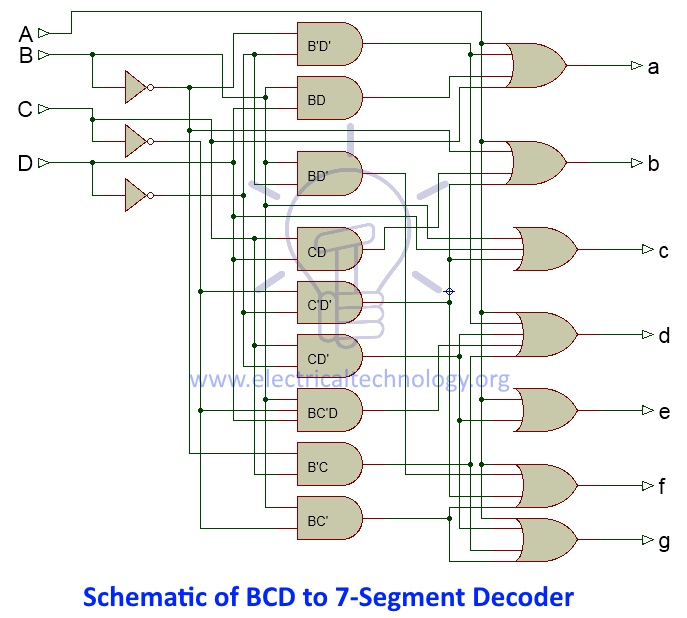 A
B
C
D
B'D'
BD
BD'
CD
C'D'
CD'
BC'D
B'C
BC'
a
b
c
d
e
f
g
www.electricaltechnology.org
Schematic of BCD to 7-Segment Decoder